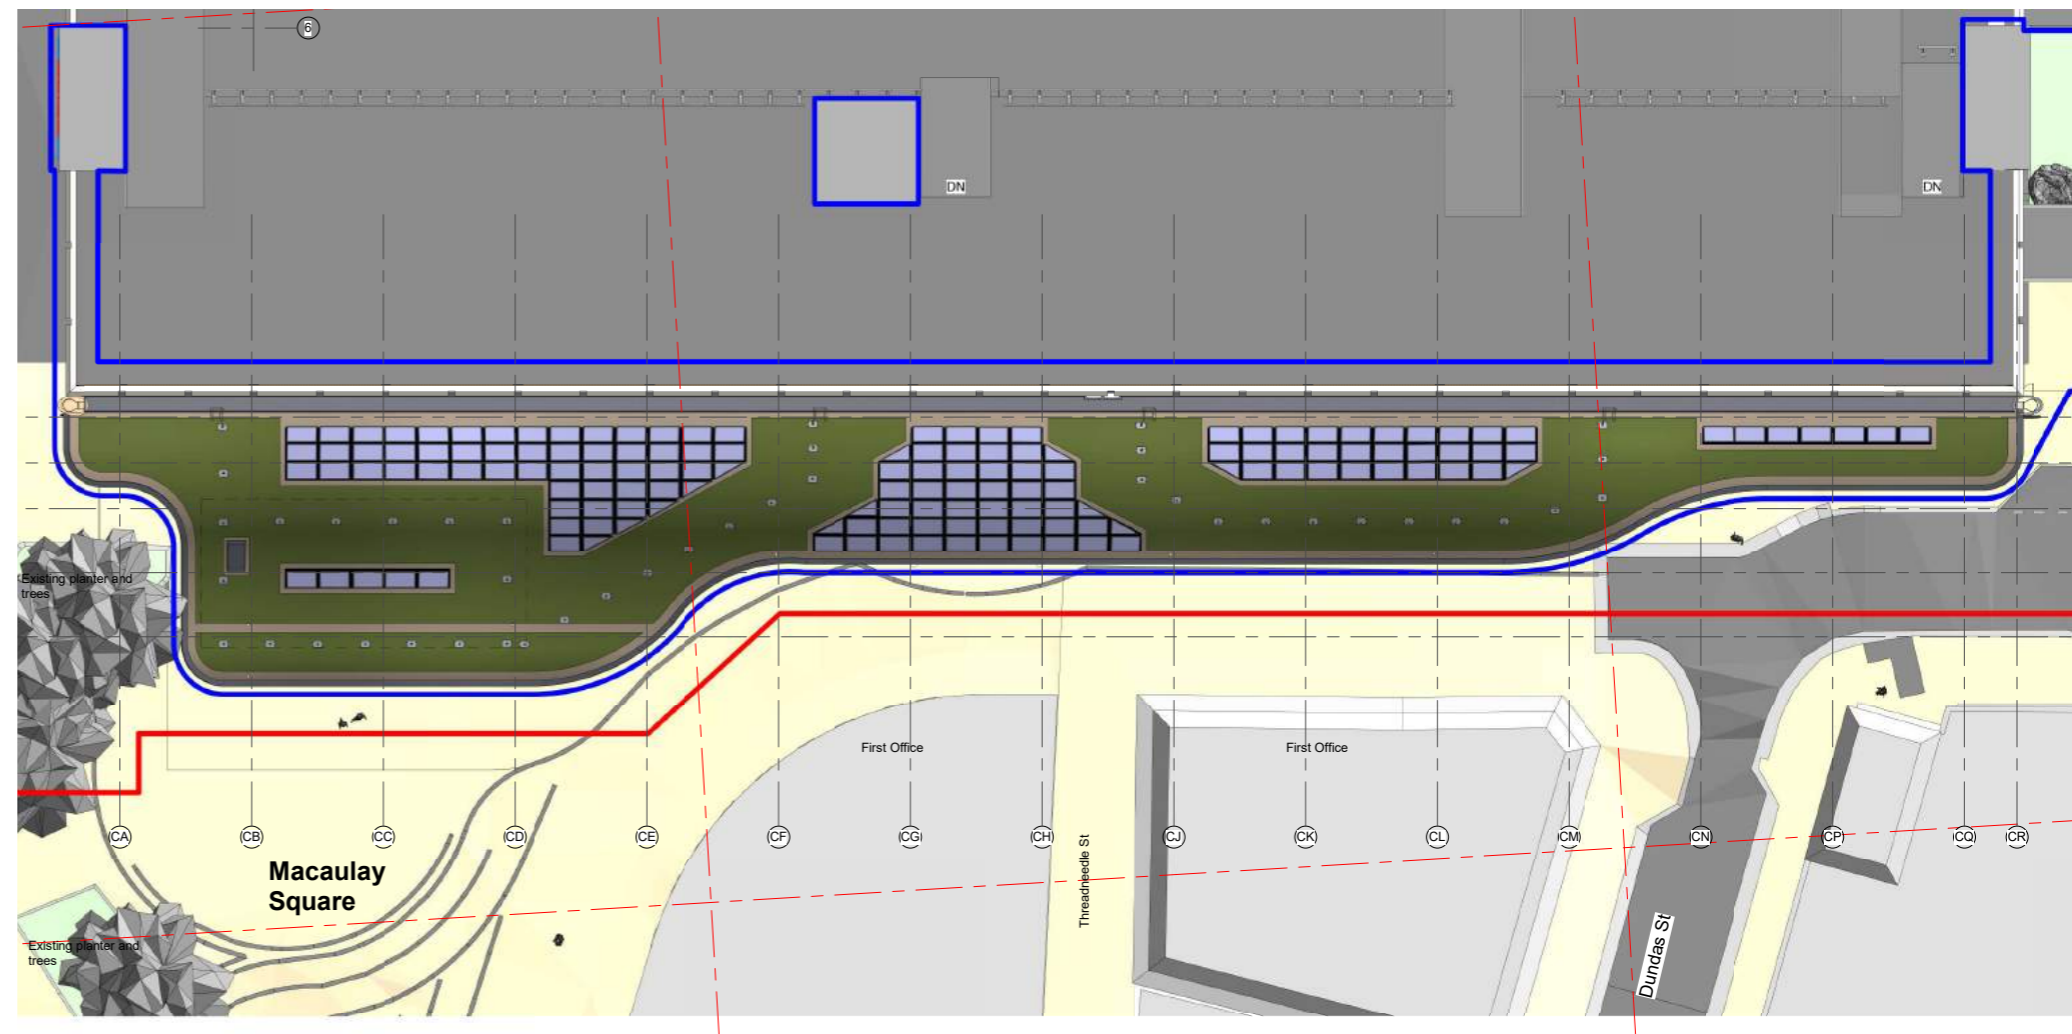 6
DN
DN
Existing planter and
trees
First Office
First Office
CA
CB
CC
CD
CE
CF
CG
CH
CJ
CK
CL
CM
CN
CP
CQ
CR
Macaulay
Square
Threadneedle St
Dundas St
Existing planter and
trees